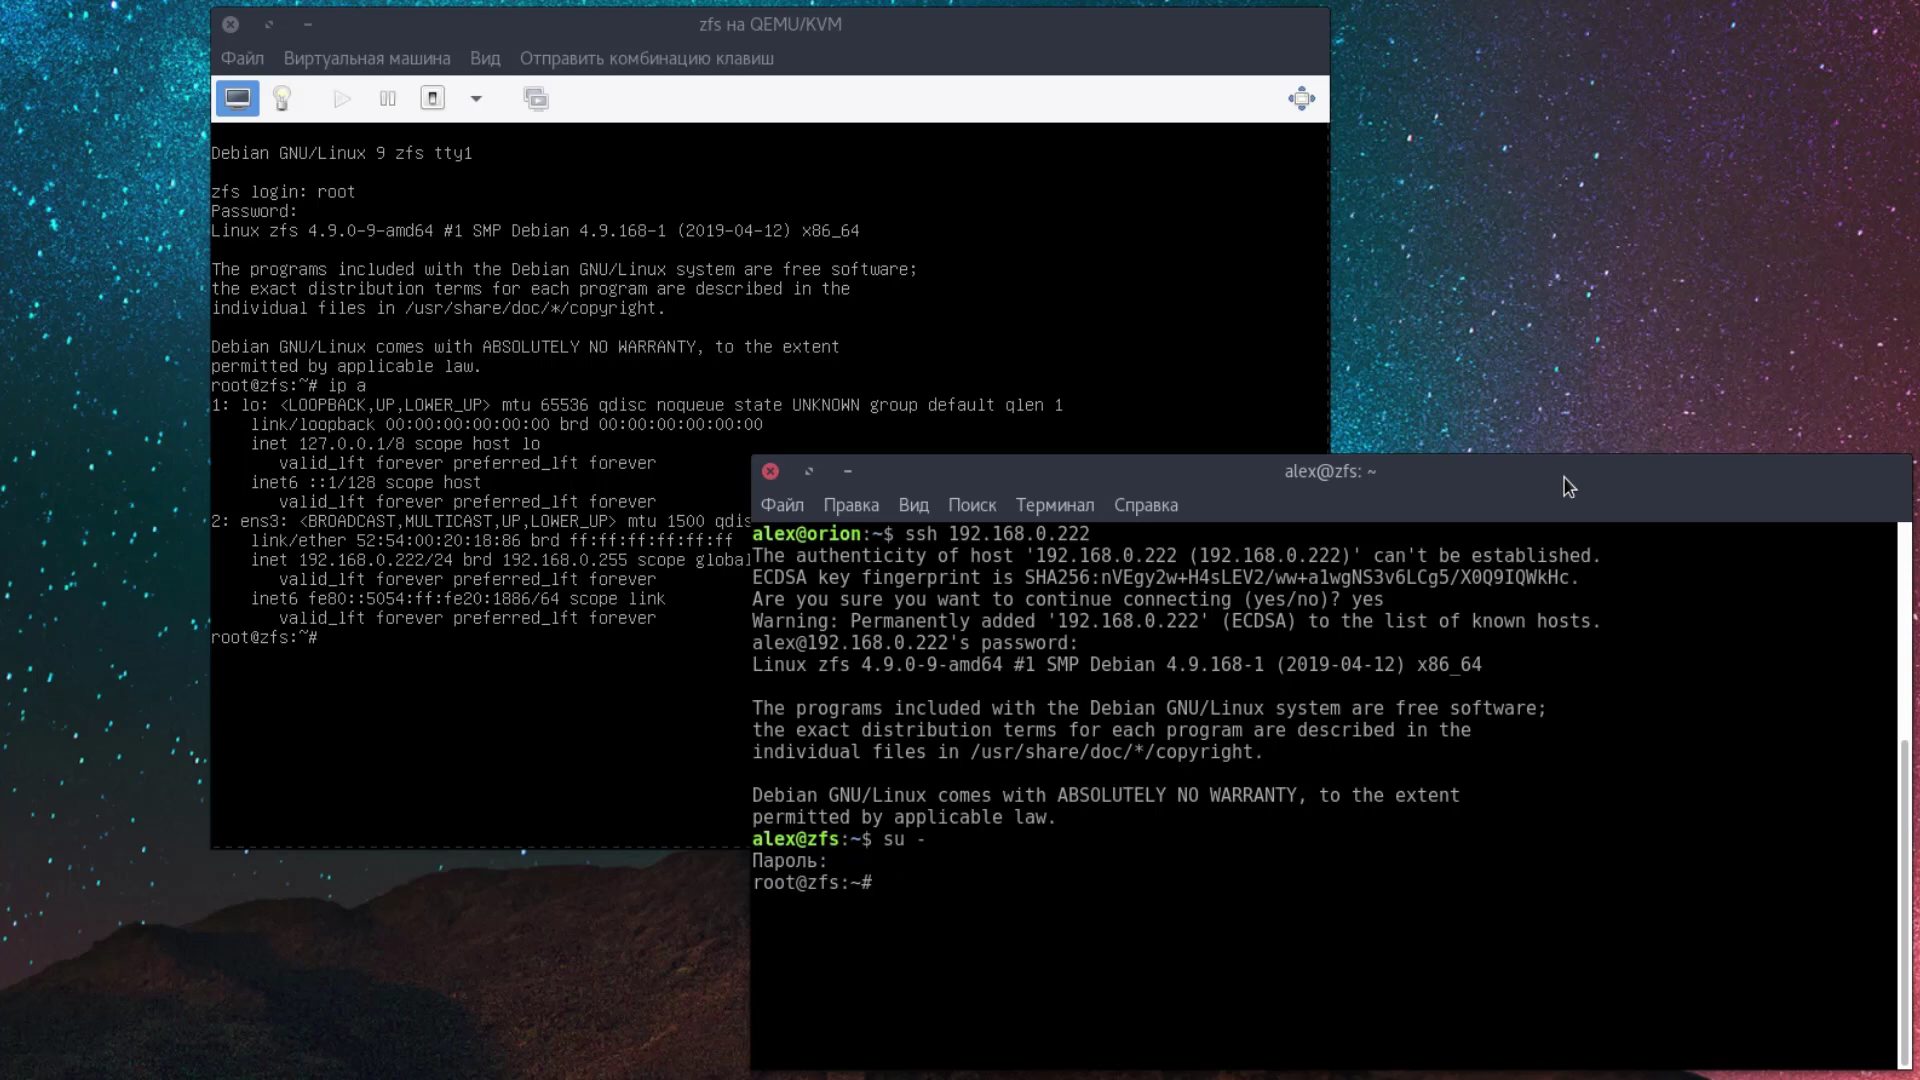 zfs на QEMU/KVM
Файл Виртуальная машина Вид Отправить комбинацию клавиш
Debian GNU/Linux 9 zfs tty1
zfs login: root
Password:
Linux zfs 4.9.0-9-amd64 #1 SMP Debian 4.9.168-1 (2019-04-12) x86_64
The programs included with the Debian GNU/Linux system are free software;
the exact distribution terms for each program are described in the
individual files in /usr/share/doc/*/copyright.
Debian GNU/Linux comes with ABSOLUTELY NO WARRANTY, to the extent
permitted by applicable law.
root@zfs:~# ip a
1: lo: <LOOPBACK,UP,LOWER_UP> mtu 65536 qdisc noqueue state UNKNOWN group default qlen 1
link/loopback 00:00:00:00:00:00 brd 00:00:00:00:00:00
inet 127.0.0.1/8 scope host lo
valid_lft forever preferred_lft forever
inet6 ::1/128 scope host
valid_lft forever preferred_lft forever
2: ens3: <BROADCAST,MULTICAST,UP,LOWER_UP> mtu 1500 qdis
link/ether 52:54:00:20:18:86 brd ff:ff:ff:ff:ff:ff
inet 192.168.0.222/24 brd 192.168.0.255 scope global
valid_lft forever preferred_lft forever
inet6 fe80::5054:ff:fe20:1886/64 scope link
valid_lft forever preferred_lft forever
root@zfs:~#
alex@zfs: ~
Файл Правка Вид Поиск Терминал Справка
alex@orion:~$ ssh 192.168.0.222
The authenticity of host '192.168.0.222 (192.168.0.222)' can't be established.
ECDSA key fingerprint is SHA256:nVEgy2w+H4sLEV2/ww+a1wgNS3v6LCg5/X0Q9IQWkHc.
Are you sure you want to continue connecting (yes/no)? yes
Warning: Permanently added '192.168.0.222' (ECDSA) to the list of known hosts.
alex@192.168.0.222's password:
Linux zfs 4.9.0-9-amd64 #1 SMP Debian 4.9.168-1 (2019-04-12) x86_64
The programs included with the Debian GNU/Linux system are free software;
the exact distribution terms for each program are described in the
individual files in /usr/share/doc/*/copyright.
Debian GNU/Linux comes with ABSOLUTELY NO WARRANTY, to the extent
permitted by applicable law.
alex@zfs:~$ su -
Пароль:
root@zfs:~#